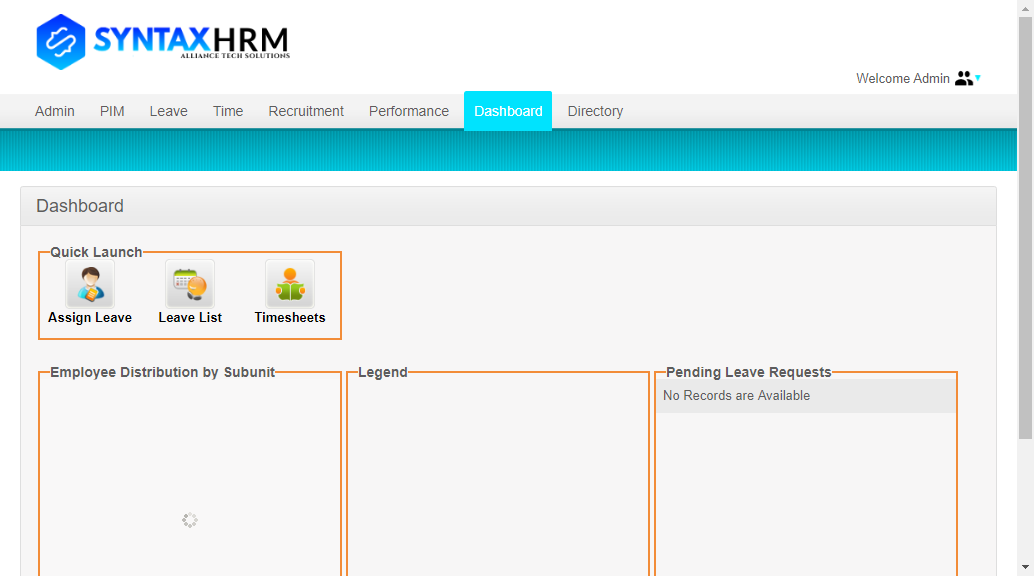 SYNTAXHRM
ALLIANCE TECH SOLUTIONS
Welcome Admin
Admin PIM Leave Time Recruitment Performance Dashboard Directory
Dashboard
Quick Launch
Assign Leave Leave List Timesheets
Employee Distribution by Subunit Legend Pending Leave Requests
No Records are Available